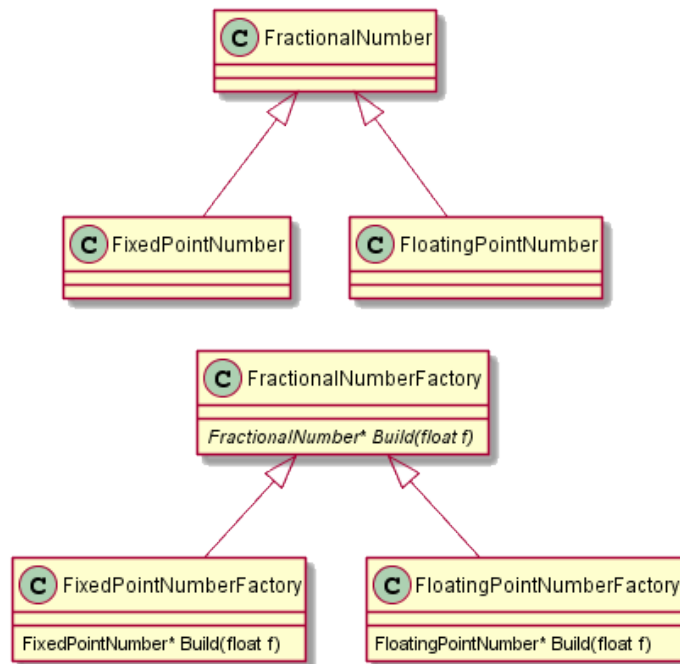 C FractionalNumber
C FixedPointNumber
C FloatingPointNumber
C FractionalNumberFactory
FractionalNumber* Build(float f)
C FixedPointNumberFactory
FixedPointNumber* Build(float f)
C FloatingPointNumberFactory
FloatingPointNumber* Build(float f)